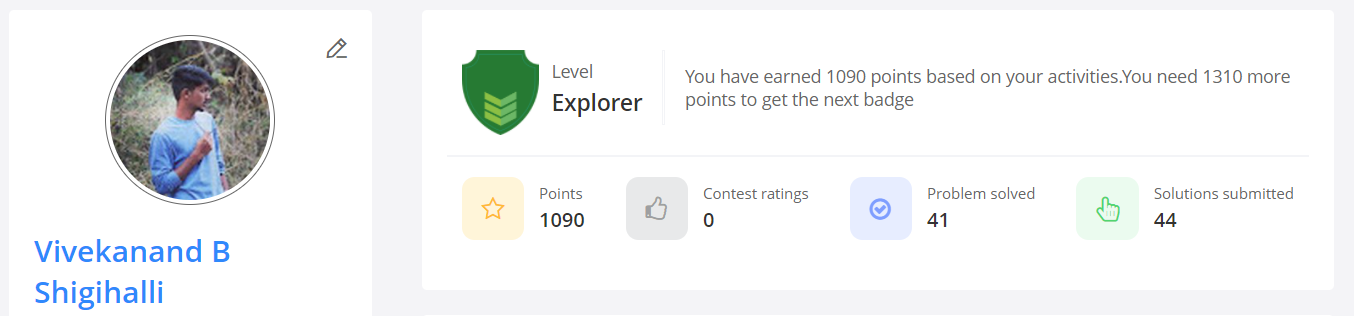 Vivekanand B
Shigihalli
Level
Explorer
You have earned 1090 points based on your activities.You need 1310 more
points to get the next badge
Points
1090
Contest ratings
0
Problem solved
41
Solutions submitted
44